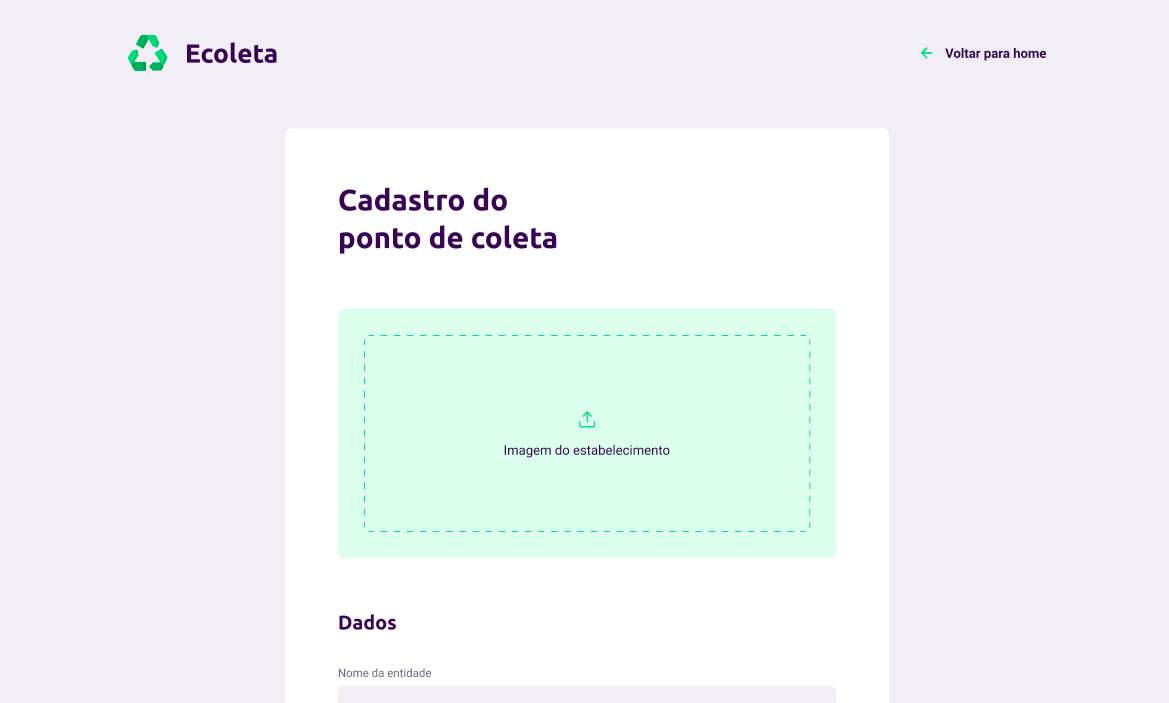 Ecoleta
Voltar para home
Cadastro do
ponto de coleta
Imagem do estabelecimento
Dados
Nome da entidade